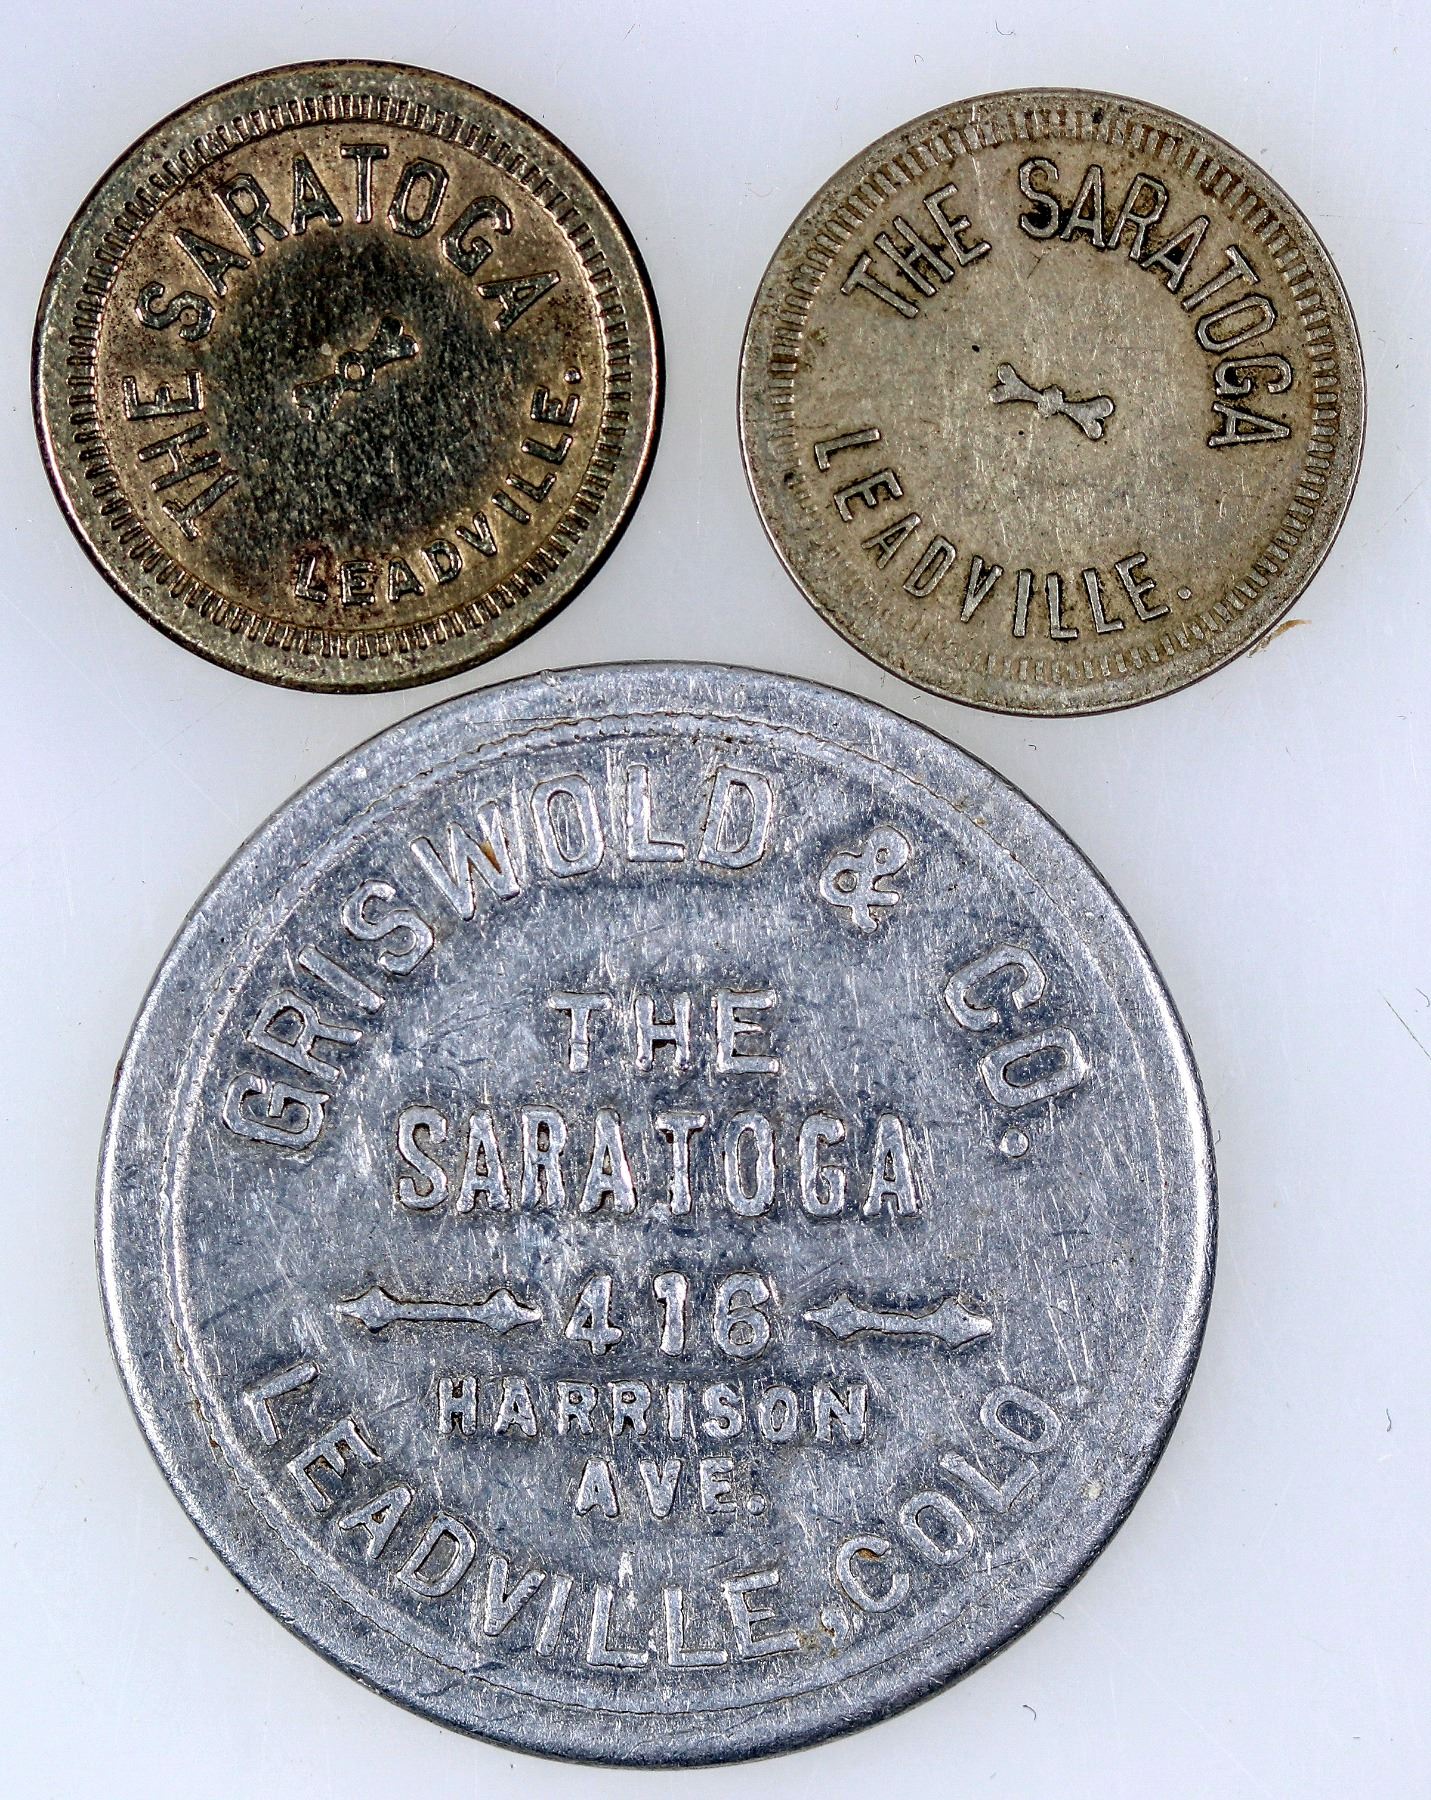 THE SARATOGA
LEADVILLE.
THE SARATOGA
LEADVILLE.
GRISWOLD & CO.
THE
SARATOGA
416
HARRISON
AVE.
LEADVILLE, COLO.